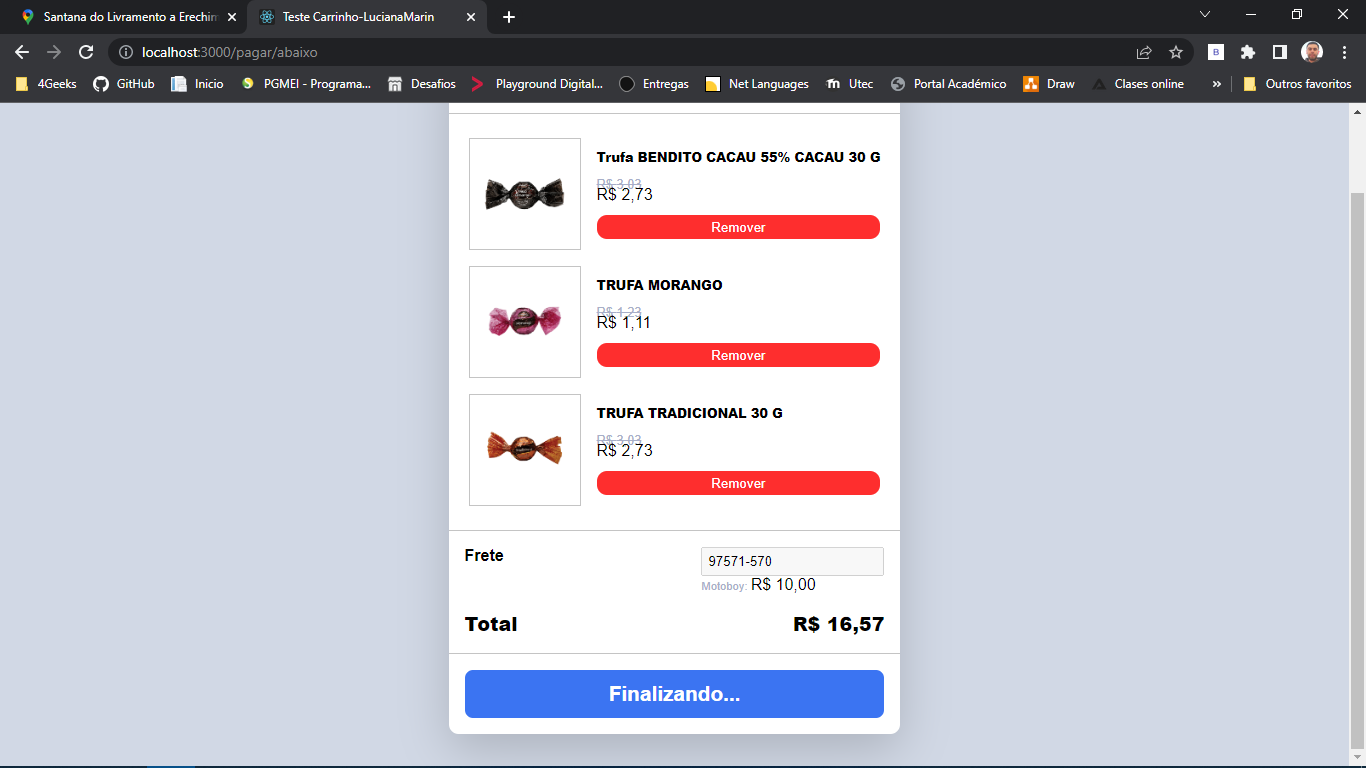 Santana do Livramento a Erechim
Teste Carrinho-LucianaMarin
localhost:3000/pagar/abaixo
B
4Geeks
GitHub
Inicio
PGMEI - Programa...
Desafios
Playground Digital...
Entregas
Net Languages
Utec
Portal Académico
Draw
Clases online
»
Outros favoritos
Trufa BENDITO CACAU 55% CACAU 30 G
R$ 3,03
R$ 2,73
Remover
TRUFA MORANGO
R$ 1,23
R$ 1,11
Remover
TRUFA TRADICIONAL 30 G
R$ 3,03
R$ 2,73
Remover
Frete
97571-570
Motoboy: R$ 10,00
Total
R$ 16,57
Finalizando...